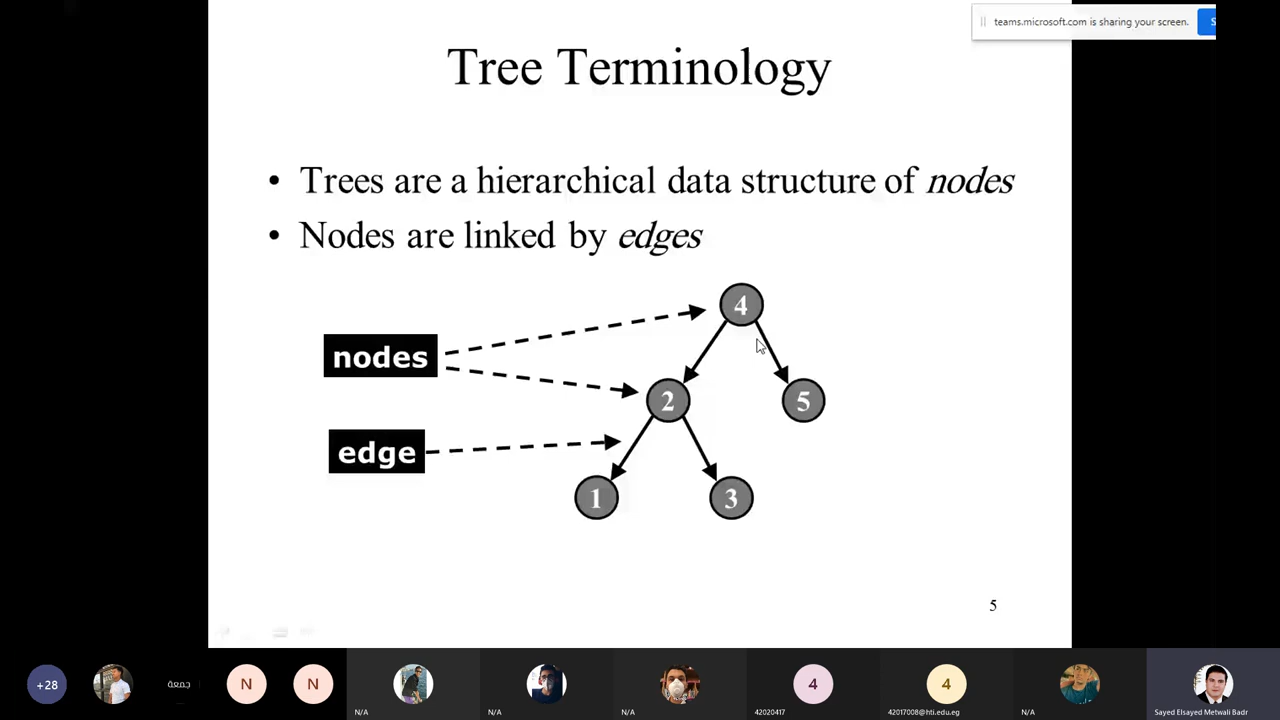 teams.microsoft.com is sharing your screen.
S
Tree Terminology
• Trees are a hierarchical data structure of nodes
• Nodes are linked by edges
4
nodes
2
5
edge
1
3
5
+28
جمعة
N
N
4
4
N/A
N/A
N/A
42020417
42017008@hti.edu.eg
N/A
Sayed Elsayed Metwali Badr